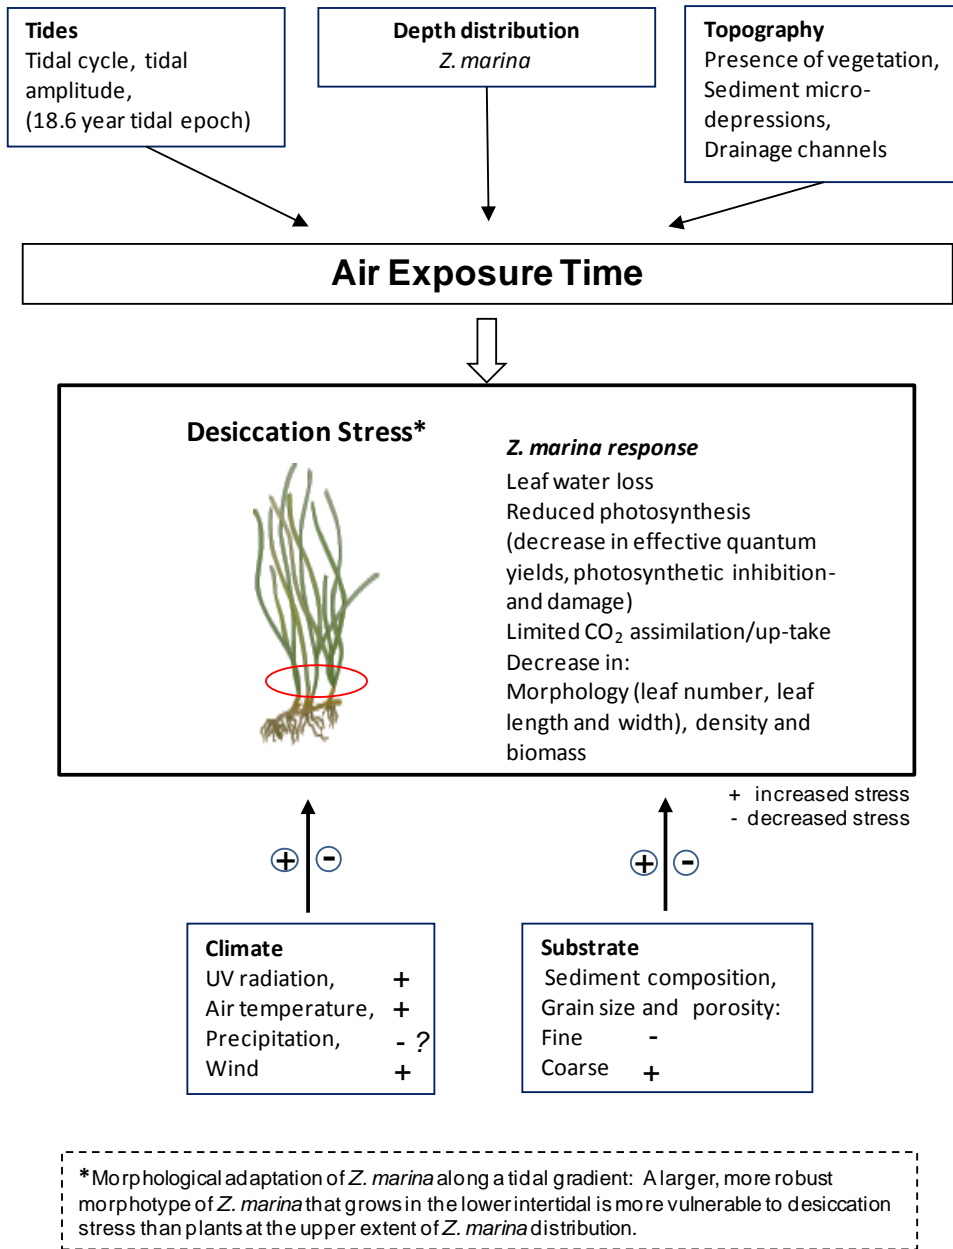 Tides
Tidal cycle, tidal
amplitude,
(18.6 year tidal epoch)
Depth distribution
Z. marina
Topography
Presence of vegetation,
Sediment micro-
depressions,
Drainage channels
Air Exposure Time
Desiccation Stress*
Z. marina response
Leaf water loss
Reduced photosynthesis
(decrease in effective quantum
yields, photosynthetic inhibition-
and damage)
Limited CO₂ assimilation/up-take
Decrease in:
Morphology (leaf number, leaf
length and width), density and
biomass
+ increased stress
- decreased stress
+ -
+ -
Climate
UV radiation, +
Air temperature, +
Precipitation, - ?
Wind +
Substrate
Sediment composition,
Grain size and porosity:
Fine -
Coarse +
*Morphological adaptation of Z. marina along a tidal gradient: A larger, more robust
morphotype of Z. marina that grows in the lower intertidal is more vulnerable to desiccation
stress than plants at the upper extent of Z. marina distribution.